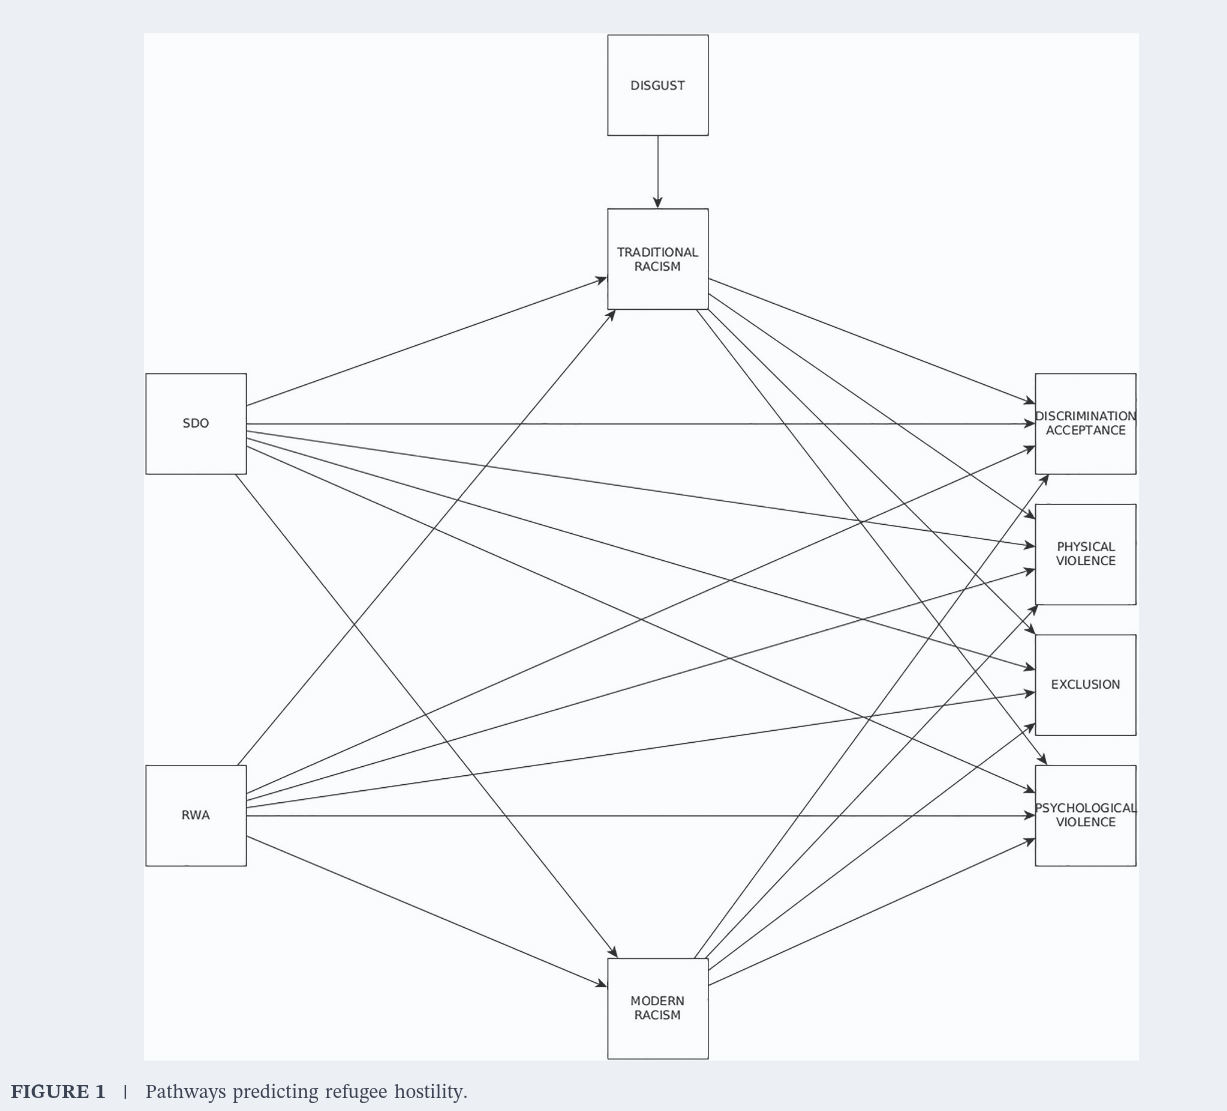 DISGUST
TRADITIONAL
RACISM
SDO
DISCRIMINATION
ACCEPTANCE
PHYSICAL
VIOLENCE
EXCLUSION
RWA
PSYCHOLOGICAL
VIOLENCE
MODERN
RACISM
FIGURE 1 | Pathways predicting refugee hostility.